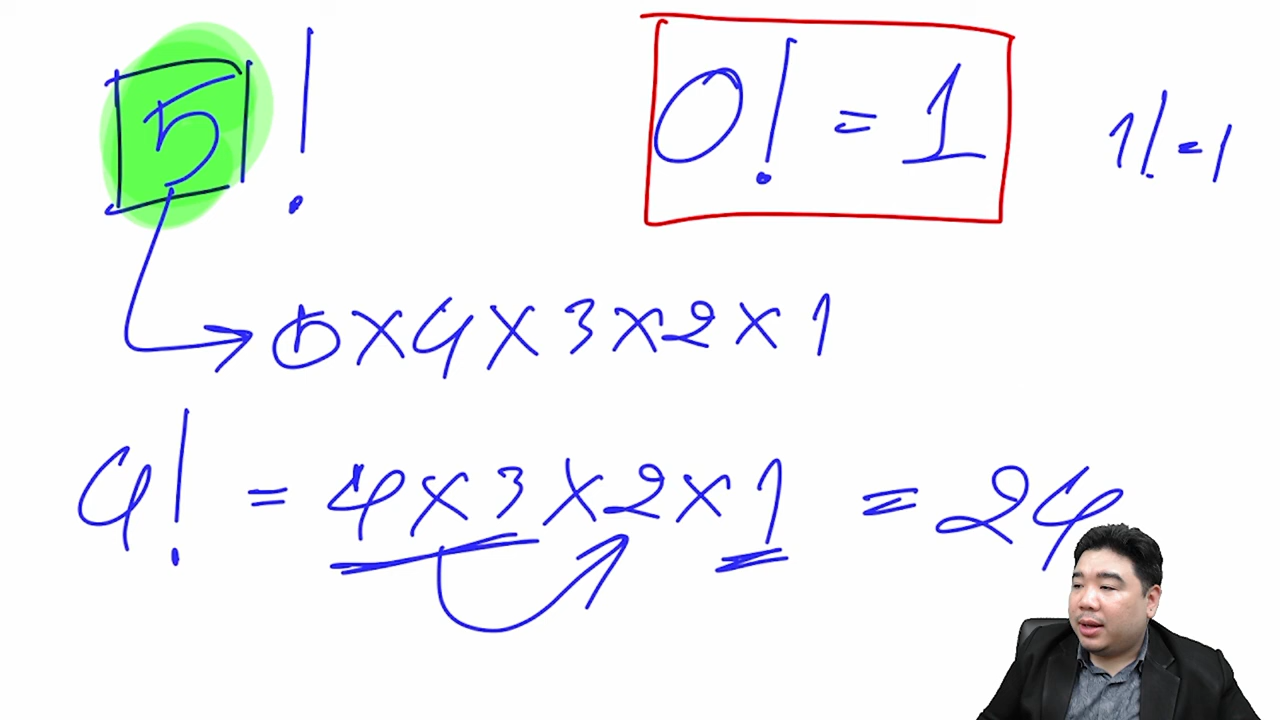 5!
0! = 1
1! = 1
5 × 4 × 3 × 2 × 1
4! = 4 × 3 × 2 × 1 = 24